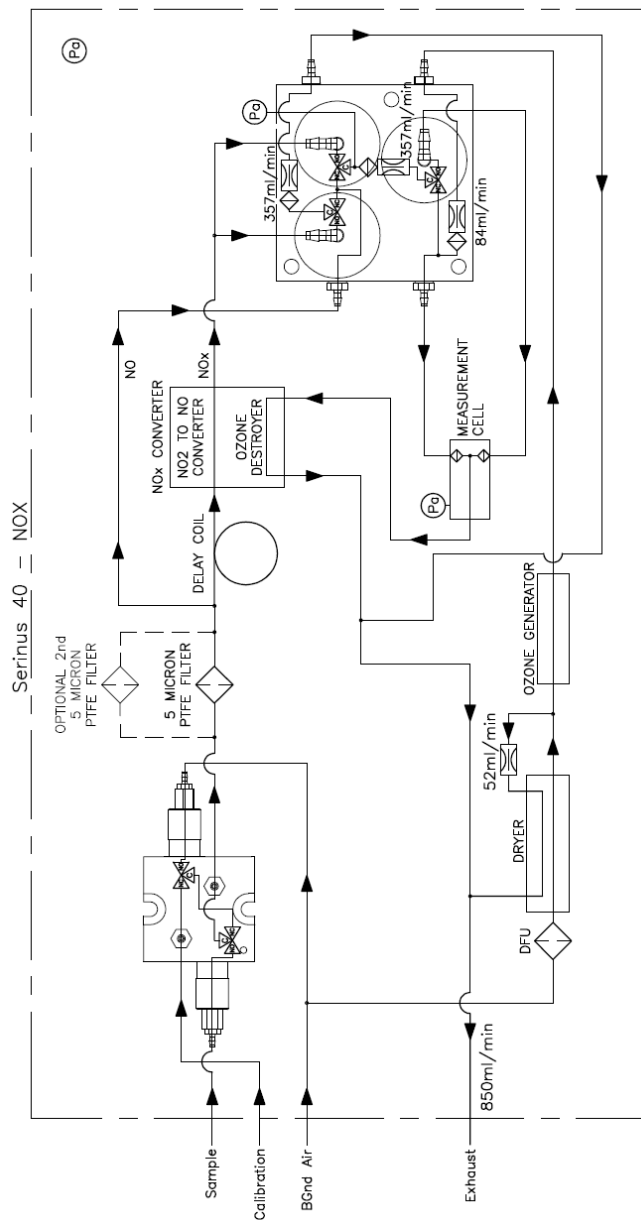 Serinus 40 - NOX
Pa
OPTIONAL 2nd
5 MICRON
PTFE FILTER
5 MICRON
PTFE FILTER
NO
NOx
DELAY COIL
NOx CONVERTER
NO2 TO NO
CONVERTER
OZONE
DESTROYER
357ml/min
Pa
357ml/min
84ml/min
Pa
MEASUREMENT
CELL
OZONE GENERATOR
52ml/min
DRYER
DFU
Sample
Calibration
BGnd Air
Exhaust
850ml/min